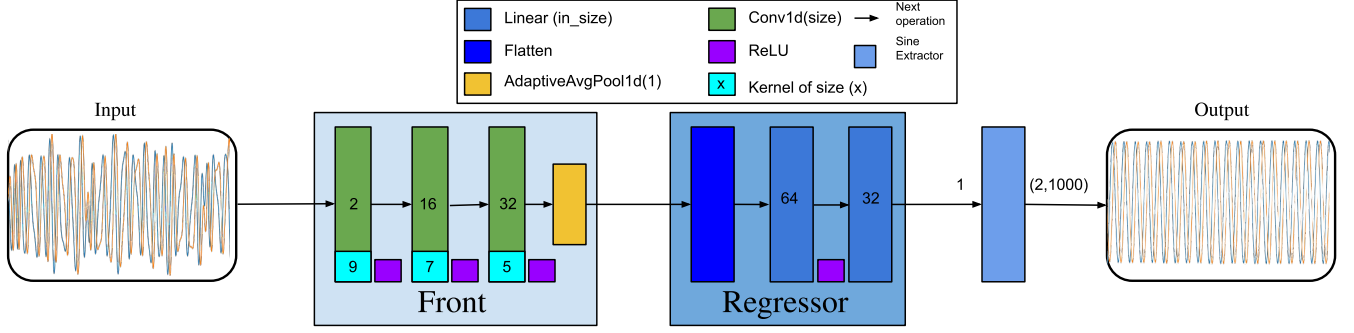 Linear (in_size)
Conv1d(size)
Next
operation
Flatten
ReLU
Sine
Extractor
AdaptiveAvgPool1d(1)
x
Kernel of size (x)
Input
Output
2
16
32
64
32
1
(2,1000)
9
7
5
Front
Regressor